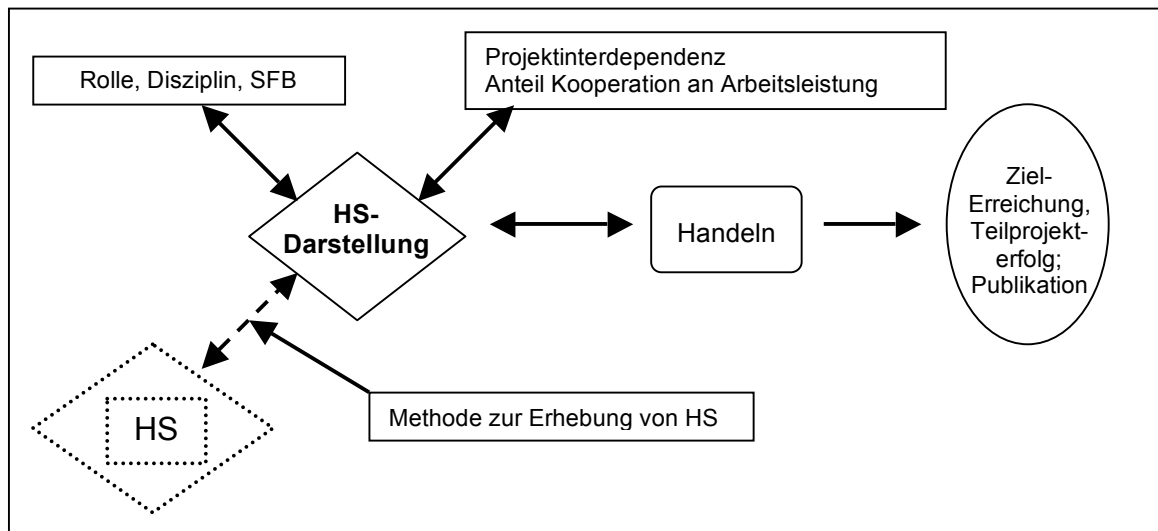 Rolle, Disziplin, SFB
Projektinterdependenz
Anteil Kooperation an Arbeitsleistung
HS-
Darstellung
Handeln
Ziel-
Erreichung,
Teilprojekt-
erfolg;
Publikation
HS
Methode zur Erhebung von HS